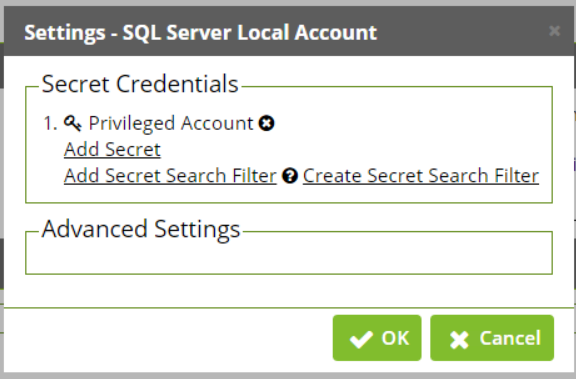 Settings - SQL Server Local Account
Secret Credentials
1. Privileged Account
Add Secret
Add Secret Search Filter ? Create Secret Search Filter
Advanced Settings
OK
Cancel